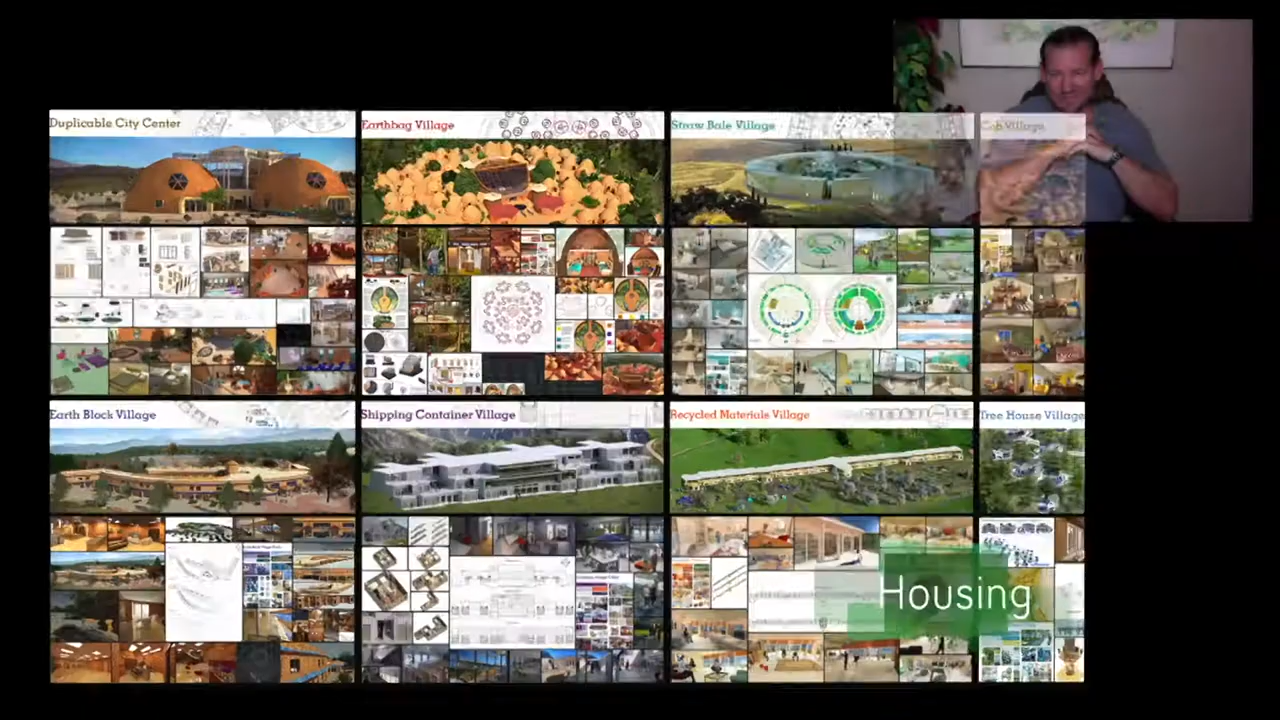 Duplicable City Center
Earthbag Village
Straw Bale Village
Cob Village
Earth Block Village
Shipping Container Village
Recycled Materials Village
Tree House Village
Housing